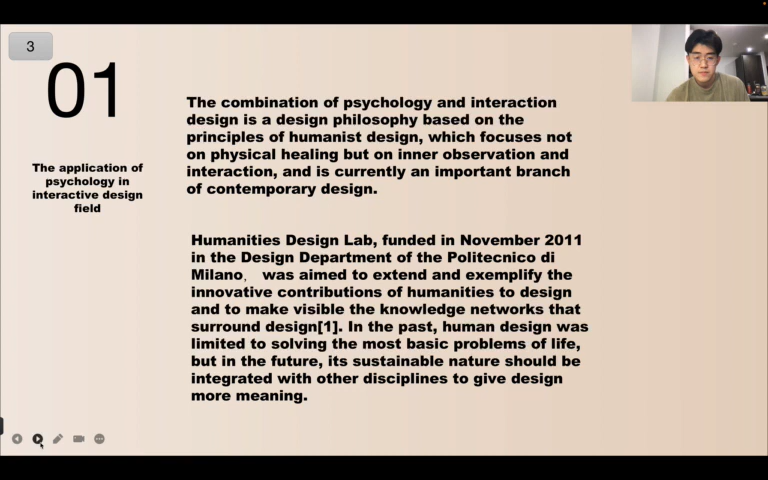 3
01
The application of
psychology in
interactive design
field
The combination of psychology and interaction
design is a design philosophy based on the
principles of humanist design, which focuses not
on physical healing but on inner observation and
interaction, and is currently an important branch
of contemporary design.
Humanities Design Lab, funded in November 2011
in the Design Department of the Politecnico di
Milano， was aimed to extend and exemplify the
innovative contributions of humanities to design
and to make visible the knowledge networks that
surround design[1]. In the past, human design was
limited to solving the most basic problems of life,
but in the future, its sustainable nature should be
integrated with other disciplines to give design
more meaning.